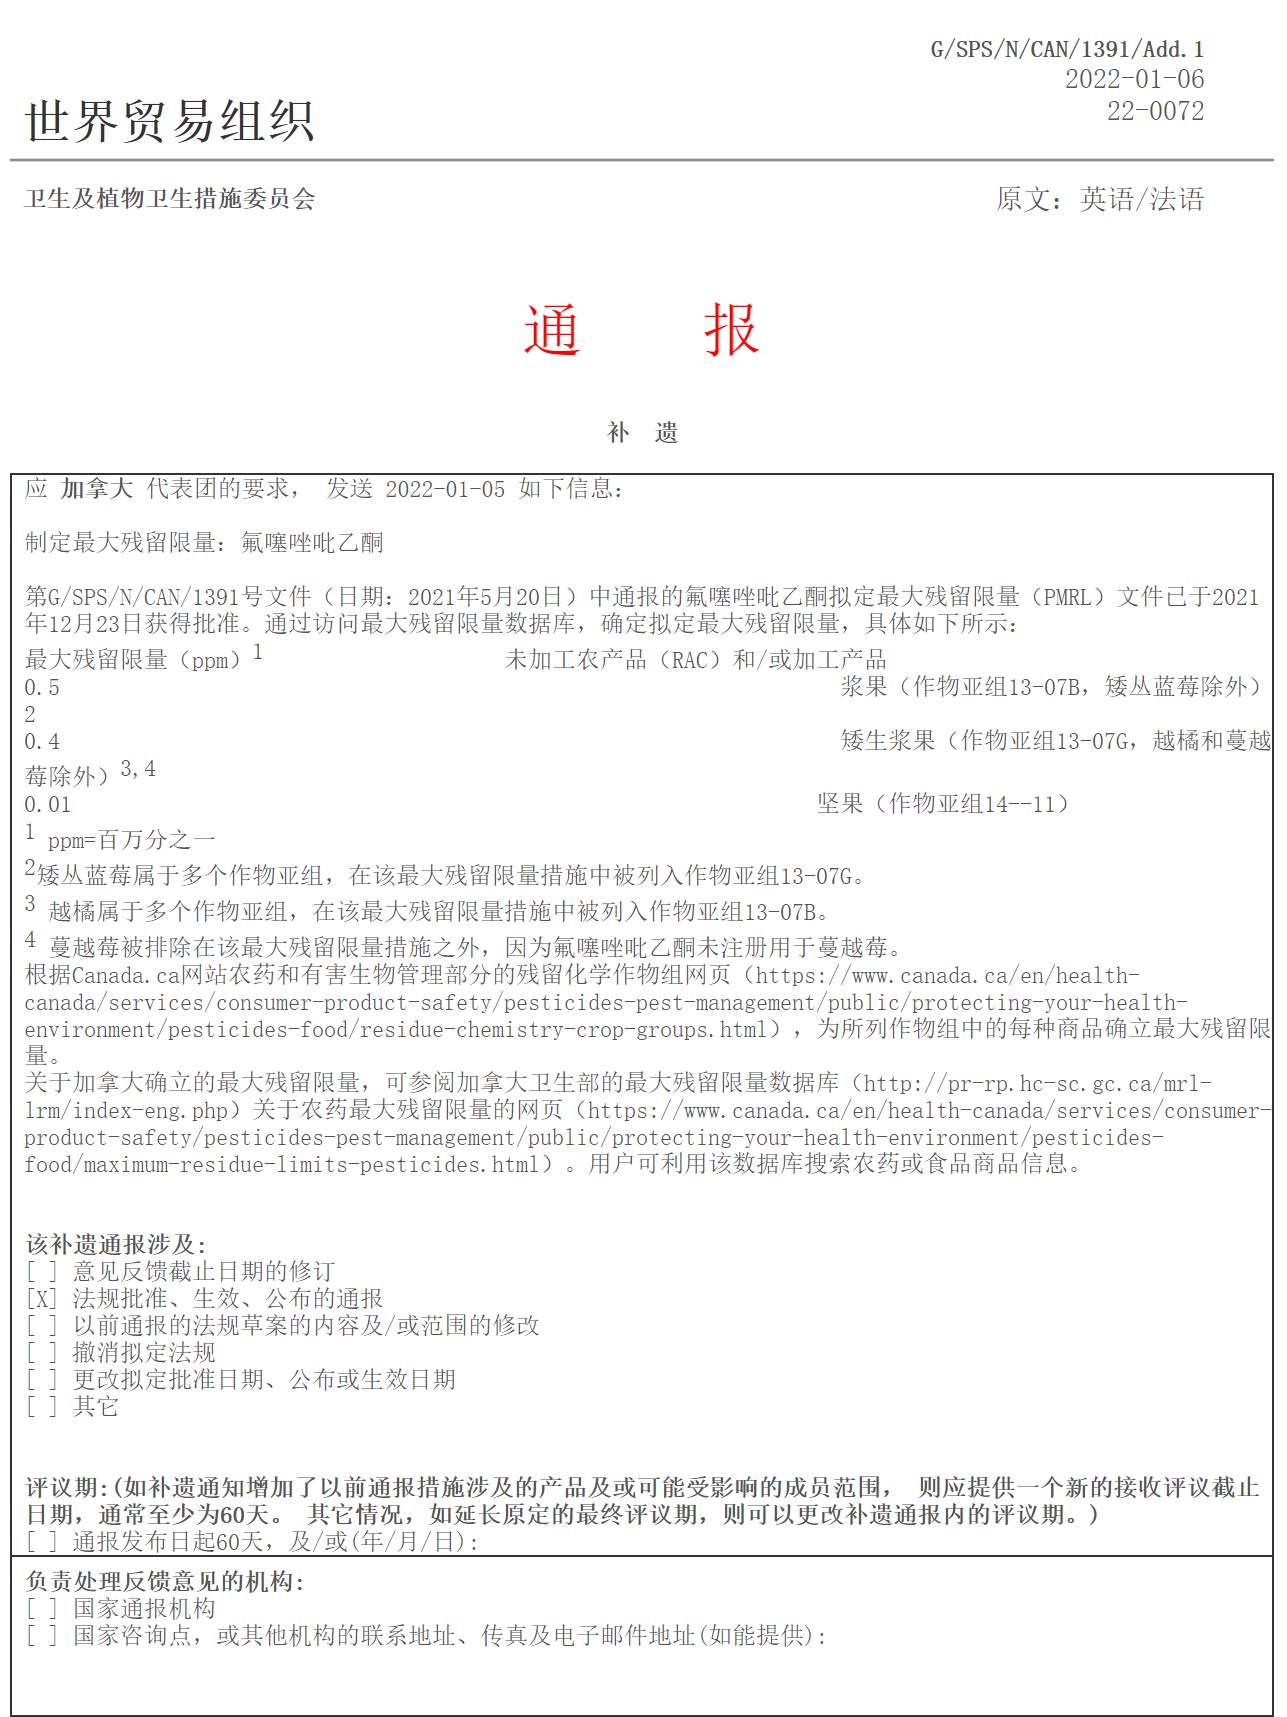 G/SPS/N/CAN/1391/Add.1
2022-01-06
22-0072
世界贸易组织
卫生及植物卫生措施委员会
原文：英语/法语
通 报
补 遗
应 加拿大 代表团的要求， 发送 2022-01-05 如下信息：
制定最大残留限量：氟噻唑吡乙酮
第G/SPS/N/CAN/1391号文件（日期：2021年5月20日）中通报的氟噻唑吡乙酮拟定最大残留限量（PMRL）文件已于2021
年12月23日获得批准。通过访问最大残留限量数据库，确定拟定最大残留限量，具体如下所示：
最大残留限量（ppm）1 未加工农产品（RAC）和/或加工产品
0.5 浆果（作物亚组13-07B，矮丛蓝莓除外）
2
0.4 矮生浆果（作物亚组13-07G，越橘和蔓越
莓除外）3,4
0.01 坚果（作物亚组14--11）
1 ppm=百万分之一
2矮丛蓝莓属于多个作物亚组，在该最大残留限量措施中被列入作物亚组13-07G。
3 越橘属于多个作物亚组，在该最大残留限量措施中被列入作物亚组13-07B。
4 蔓越莓被排除在该最大残留限量措施之外，因为氟噻唑吡乙酮未注册用于蔓越莓。
根据Canada.ca网站农药和有害生物管理部分的残留化学作物组网页（https://www.canada.ca/en/health-
canada/services/consumer-product-safety/pesticides-pest-management/public/protecting-your-health-
environment/pesticides-food/residue-chemistry-crop-groups.html），为所列作物组中的每种商品确立最大残留限
量。
关于加拿大确立的最大残留限量，可参阅加拿大卫生部的最大残留限量数据库（http://pr-rp.hc-sc.gc.ca/mrl-
lrm/index-eng.php）关于农药最大残留限量的网页（https://www.canada.ca/en/health-canada/services/consumer-
product-safety/pesticides-pest-management/public/protecting-your-health-environment/pesticides-
food/maximum-residue-limits-pesticides.html）。用户可利用该数据库搜索农药或食品商品信息。
该补遗通报涉及:
[ ] 意见反馈截止日期的修订
[X] 法规批准、生效、公布的通报
[ ] 以前通报的法规草案的内容及/或范围的修改
[ ] 撤消拟定法规
[ ] 更改拟定批准日期、公布或生效日期
[ ] 其它
评议期:(如补遗通知增加了以前通报措施涉及的产品及或可能受影响的成员范围， 则应提供一个新的接收评议截止
日期，通常至少为60天。 其它情况，如延长原定的最终评议期，则可以更改补遗通报内的评议期。)
[ ] 通报发布日起60天，及/或(年/月/日):
负责处理反馈意见的机构:
[ ] 国家通报机构
[ ] 国家咨询点，或其他机构的联系地址、传真及电子邮件地址(如能提供):